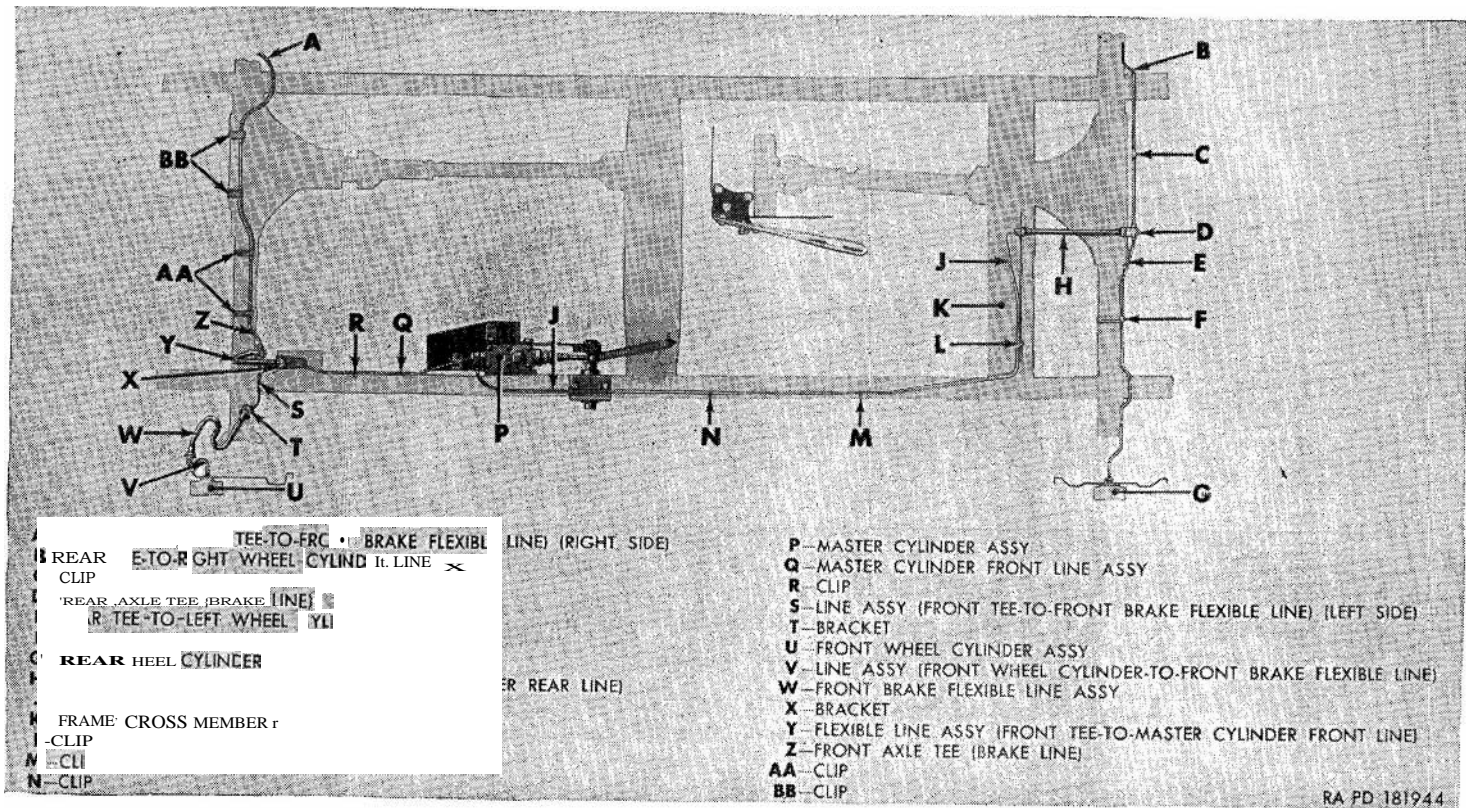 A
B
BB
C
D
E
AA
J
H
K
F
Z
R
Q
J
Y
L
X
S
W
T
P
N
M
V
U
G
TEE-TO-FRC BRAKE FLEXIBL LINE) (RIGHT SIDE)
REAR E-TO-R GHT WHEEL CYLIND It. LINE
CLIP
REAR AXLE TEE (BRAKE LINE)
R TEE-TO-LEFT WHEEL YLI
REAR HEEL CYLINDER
ER REAR LINE)
K
FRAME CROSS MEMBER r
-CLIP
M—CLI
N—CLIP
P—MASTER CYLINDER ASSY
Q—MASTER CYLINDER FRONT LINE ASSY
R—CLIP
S—LINE ASSY (FRONT TEE-TO-FRONT BRAKE FLEXIBLE LINE) (LEFT SIDE)
T—BRACKET
U—FRONT WHEEL CYLINDER ASSY
V—LINE ASSY (FRONT WHEEL CYLINDER-TO-FRONT BRAKE FLEXIBLE LINE)
W—FRONT BRAKE FLEXIBLE LINE ASSY
X—BRACKET
Y—FLEXIBLE LINE ASSY (FRONT TEE-TO-MASTER CYLINDER FRONT LINE)
Z—FRONT AXLE TEE (BRAKE LINE)
AA—CLIP
BB—CLIP
RA PD 181944